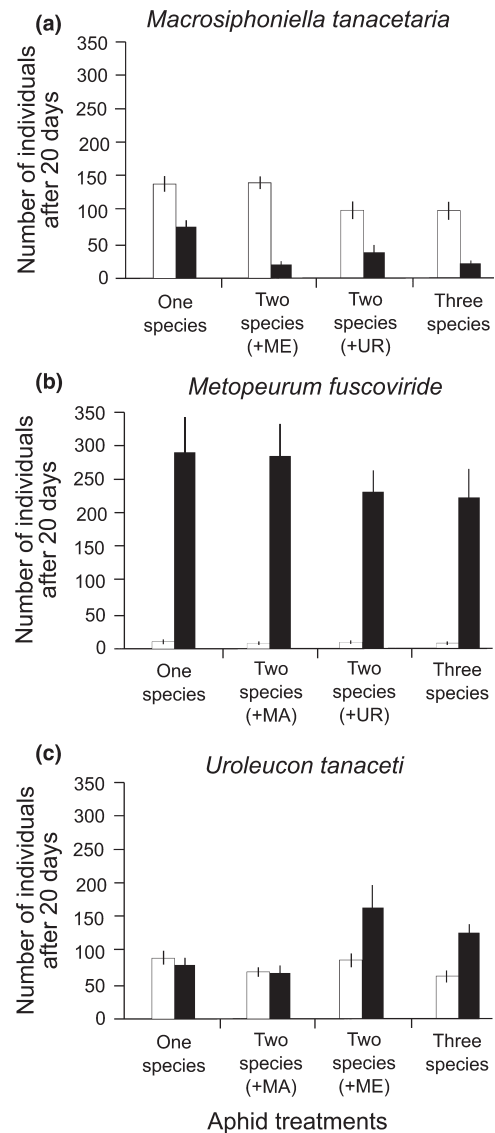 (a) Macrosiphoniella tanacetaria
Number of individuals
after 20 days
350
300
250
200
150
100
50
0
One
species
Two
species
(+ME)
Two
species
(+UR)
Three
species
(b) Metopeurum fuscoviride
Number of individuals
after 20 days
350
300
250
200
150
100
50
0
One
species
Two
species
(+MA)
Two
species
(+UR)
Three
species
(c) Uroleucon tanaceti
Number of individuals
after 20 days
350
300
250
200
150
100
50
0
One
species
Two
species
(+MA)
Two
species
(+ME)
Three
species
Aphid treatments